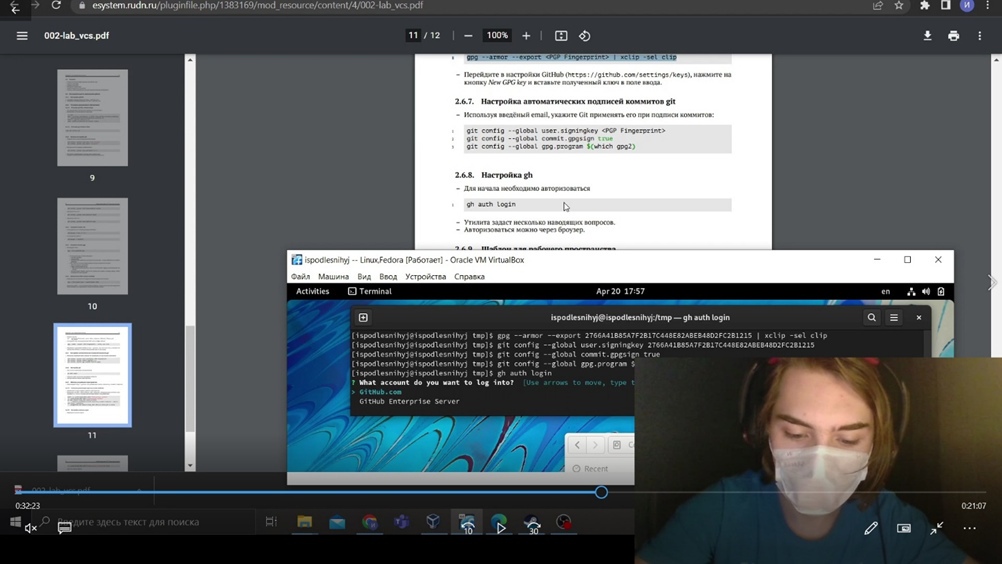 esystem.rudn.ru/pluginfile.php/1383169/mod_resource/content/4/002-lab_vcs.pdf
И
002-lab_vcs.pdf
11 / 12
100%
9
10
11
gpg --armor --export <PGP Fingerprint> | xclip -sel clip
– Перейдите в настройки GitHub (https://github.com/settings/keys), нажмите на
кнопку New GPG key и вставьте полученный ключ в поле ввода.
2.6.7. Настройка автоматических подписей коммитов git
– Используя введёный email, укажите Git применять его при подписи коммитов:
1 git config --global user.signingkey <PGP Fingerprint>
2 git config --global commit.gpgsign true
3 git config --global gpg.program $(which gpg2)
2.6.8. Настройка gh
– Для начала необходимо авторизоваться
1 gh auth login
– Утилита задаст несколько наводящих вопросов.
– Авторизоваться можно через броузер.
2.6.9. Шаблон для рабочего пространства
ispodlesnihyj -- Linux,Fedora [Работает] - Oracle VM VirtualBox
Файл Машина Вид Ввод Устройства Справка
Activities Terminal Apr 20 17:57 en
ispodlesnihyj@ispodlesnihyj:/tmp — gh auth login
[ispodlesnihyj@ispodlesnihyj tmp]$ gpg --armor --export 2766A41B85A7F2B17C448E82ABEB48D2FC2B1215 | xclip -sel clip
[ispodlesnihyj@ispodlesnihyj tmp]$ git config --global user.signingkey 2766A41B85A7F2B17C448E82ABEB48D2FC2B1215
[ispodlesnihyj@ispodlesnihyj tmp]$ git config --global commit.gpgsign true
[ispodlesnihyj@ispodlesnihyj tmp]$ git config --global gpg.program $
[ispodlesnihyj@ispodlesnihyj tmp]$ gh auth login
? What account do you want to log into? [Use arrows to move, type t
> GitHub.com
GitHub Enterprise Server
Recent
002-lab_vcs.pdf
0:32:23
0:21:07
Введите здесь текст для поиска
10
30